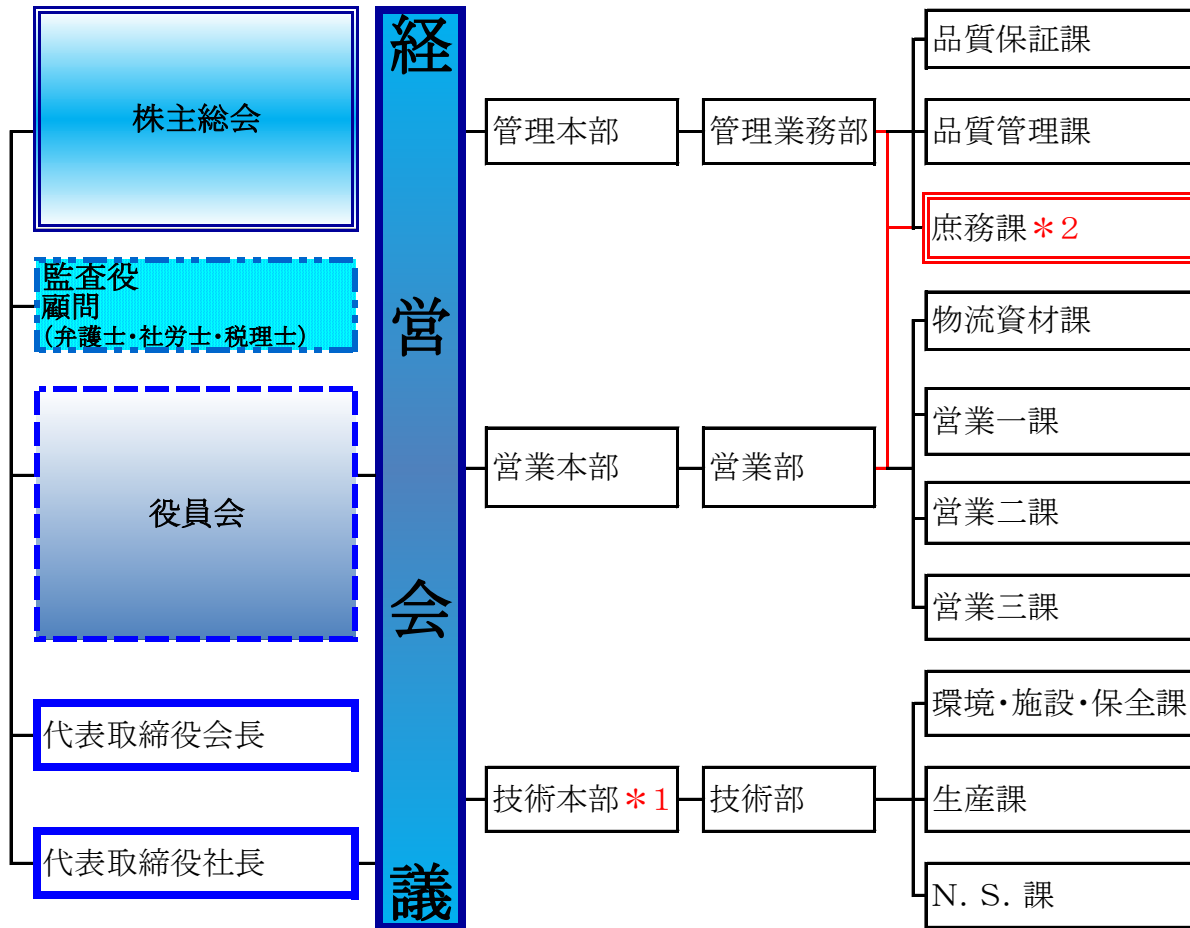 株主総会
監査役
顧問
(弁護士・社労士・税理士)
役員会
代表取締役会長
代表取締役社長
経
営
会
議
管理本部
営業本部
技術本部＊1
管理業務部
営業部
技術部
品質保証課
品質管理課
庶務課＊2
物流資材課
営業一課
営業二課
営業三課
環境・施設・保全課
生産課
N. S. 課